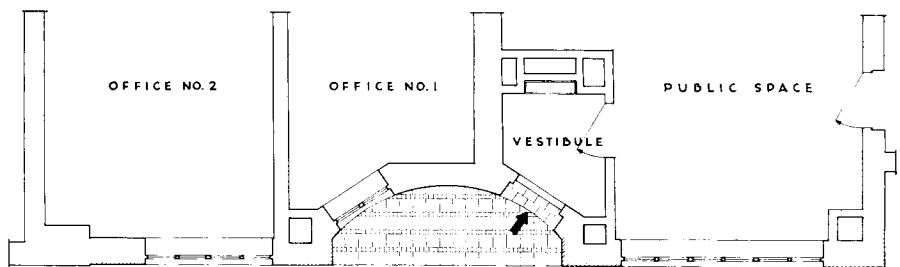 OFFICE NO. 2
OFFICE NO. 1
PUBLIC SPACE
VESTIBULE